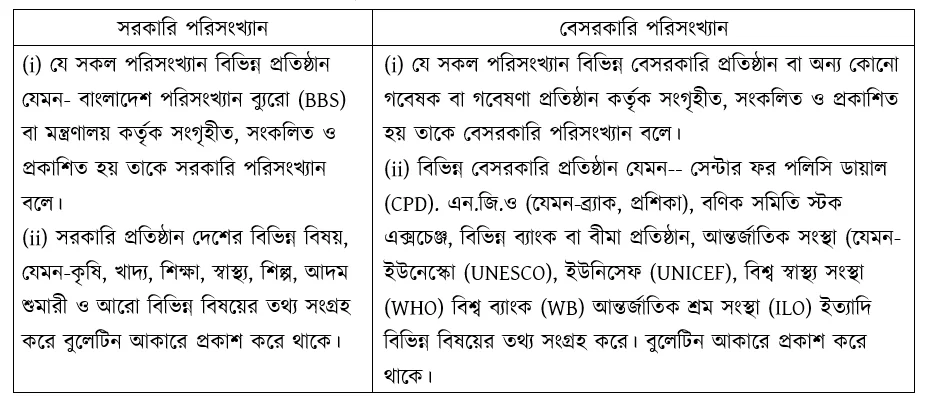 সরকারি পরিসংখ্যান
বেসরকারি পরিসংখ্যান
(i) যে সকল পরিসংখ্যান বিভিন্ন প্রতিষ্ঠান
যেমন- বাংলাদেশ পরিসংখ্যান ব্যুরো (BBS)
বা মন্ত্রণালয় কর্তৃক সংগৃহীত, সংকলিত ও
প্রকাশিত হয় তাকে সরকারি পরিসংখ্যান
বলে।
(ii) সরকারি প্রতিষ্ঠান দেশের বিভিন্ন বিষয়,
যেমন-কৃষি, খাদ্য, শিক্ষা, স্বাস্থ্য, শিল্প, আদম
শুমারী ও আরো বিভিন্ন বিষয়ের তথ্য সংগ্রহ
করে বুলেটিন আকারে প্রকাশ করে থাকে।
(i) যে সকল পরিসংখ্যান বিভিন্ন বেসরকারি প্রতিষ্ঠান বা অন্য কোনো
গবেষক বা গবেষণা প্রতিষ্ঠান কর্তৃক সংগৃহীত, সংকলিত ও প্রকাশিত
হয় তাকে বেসরকারি পরিসংখ্যান বলে।
(ii) বিভিন্ন বেসরকারি প্রতিষ্ঠান যেমন-- সেন্টার ফর পলিসি ডায়াল
(CPD). এন.জি.ও (যেমন-ব্র্যাক, প্রশিকা), বণিক সমিতি স্টক
এক্সচেঞ্জ, বিভিন্ন ব্যাংক বা বীমা প্রতিষ্ঠান, আন্তর্জাতিক সংস্থা (যেমন-
ইউনেস্কো (UNESCO), ইউনিসেফ (UNICEF), বিশ্ব স্বাস্থ্য সংস্থা
(WHO) বিশ্ব ব্যাংক (WB) আন্তর্জাতিক শ্রম সংস্থা (ILO) ইত্যাদি
বিভিন্ন বিষয়ের তথ্য সংগ্রহ করে। বুলেটিন আকারে প্রকাশ করে
থাকে।